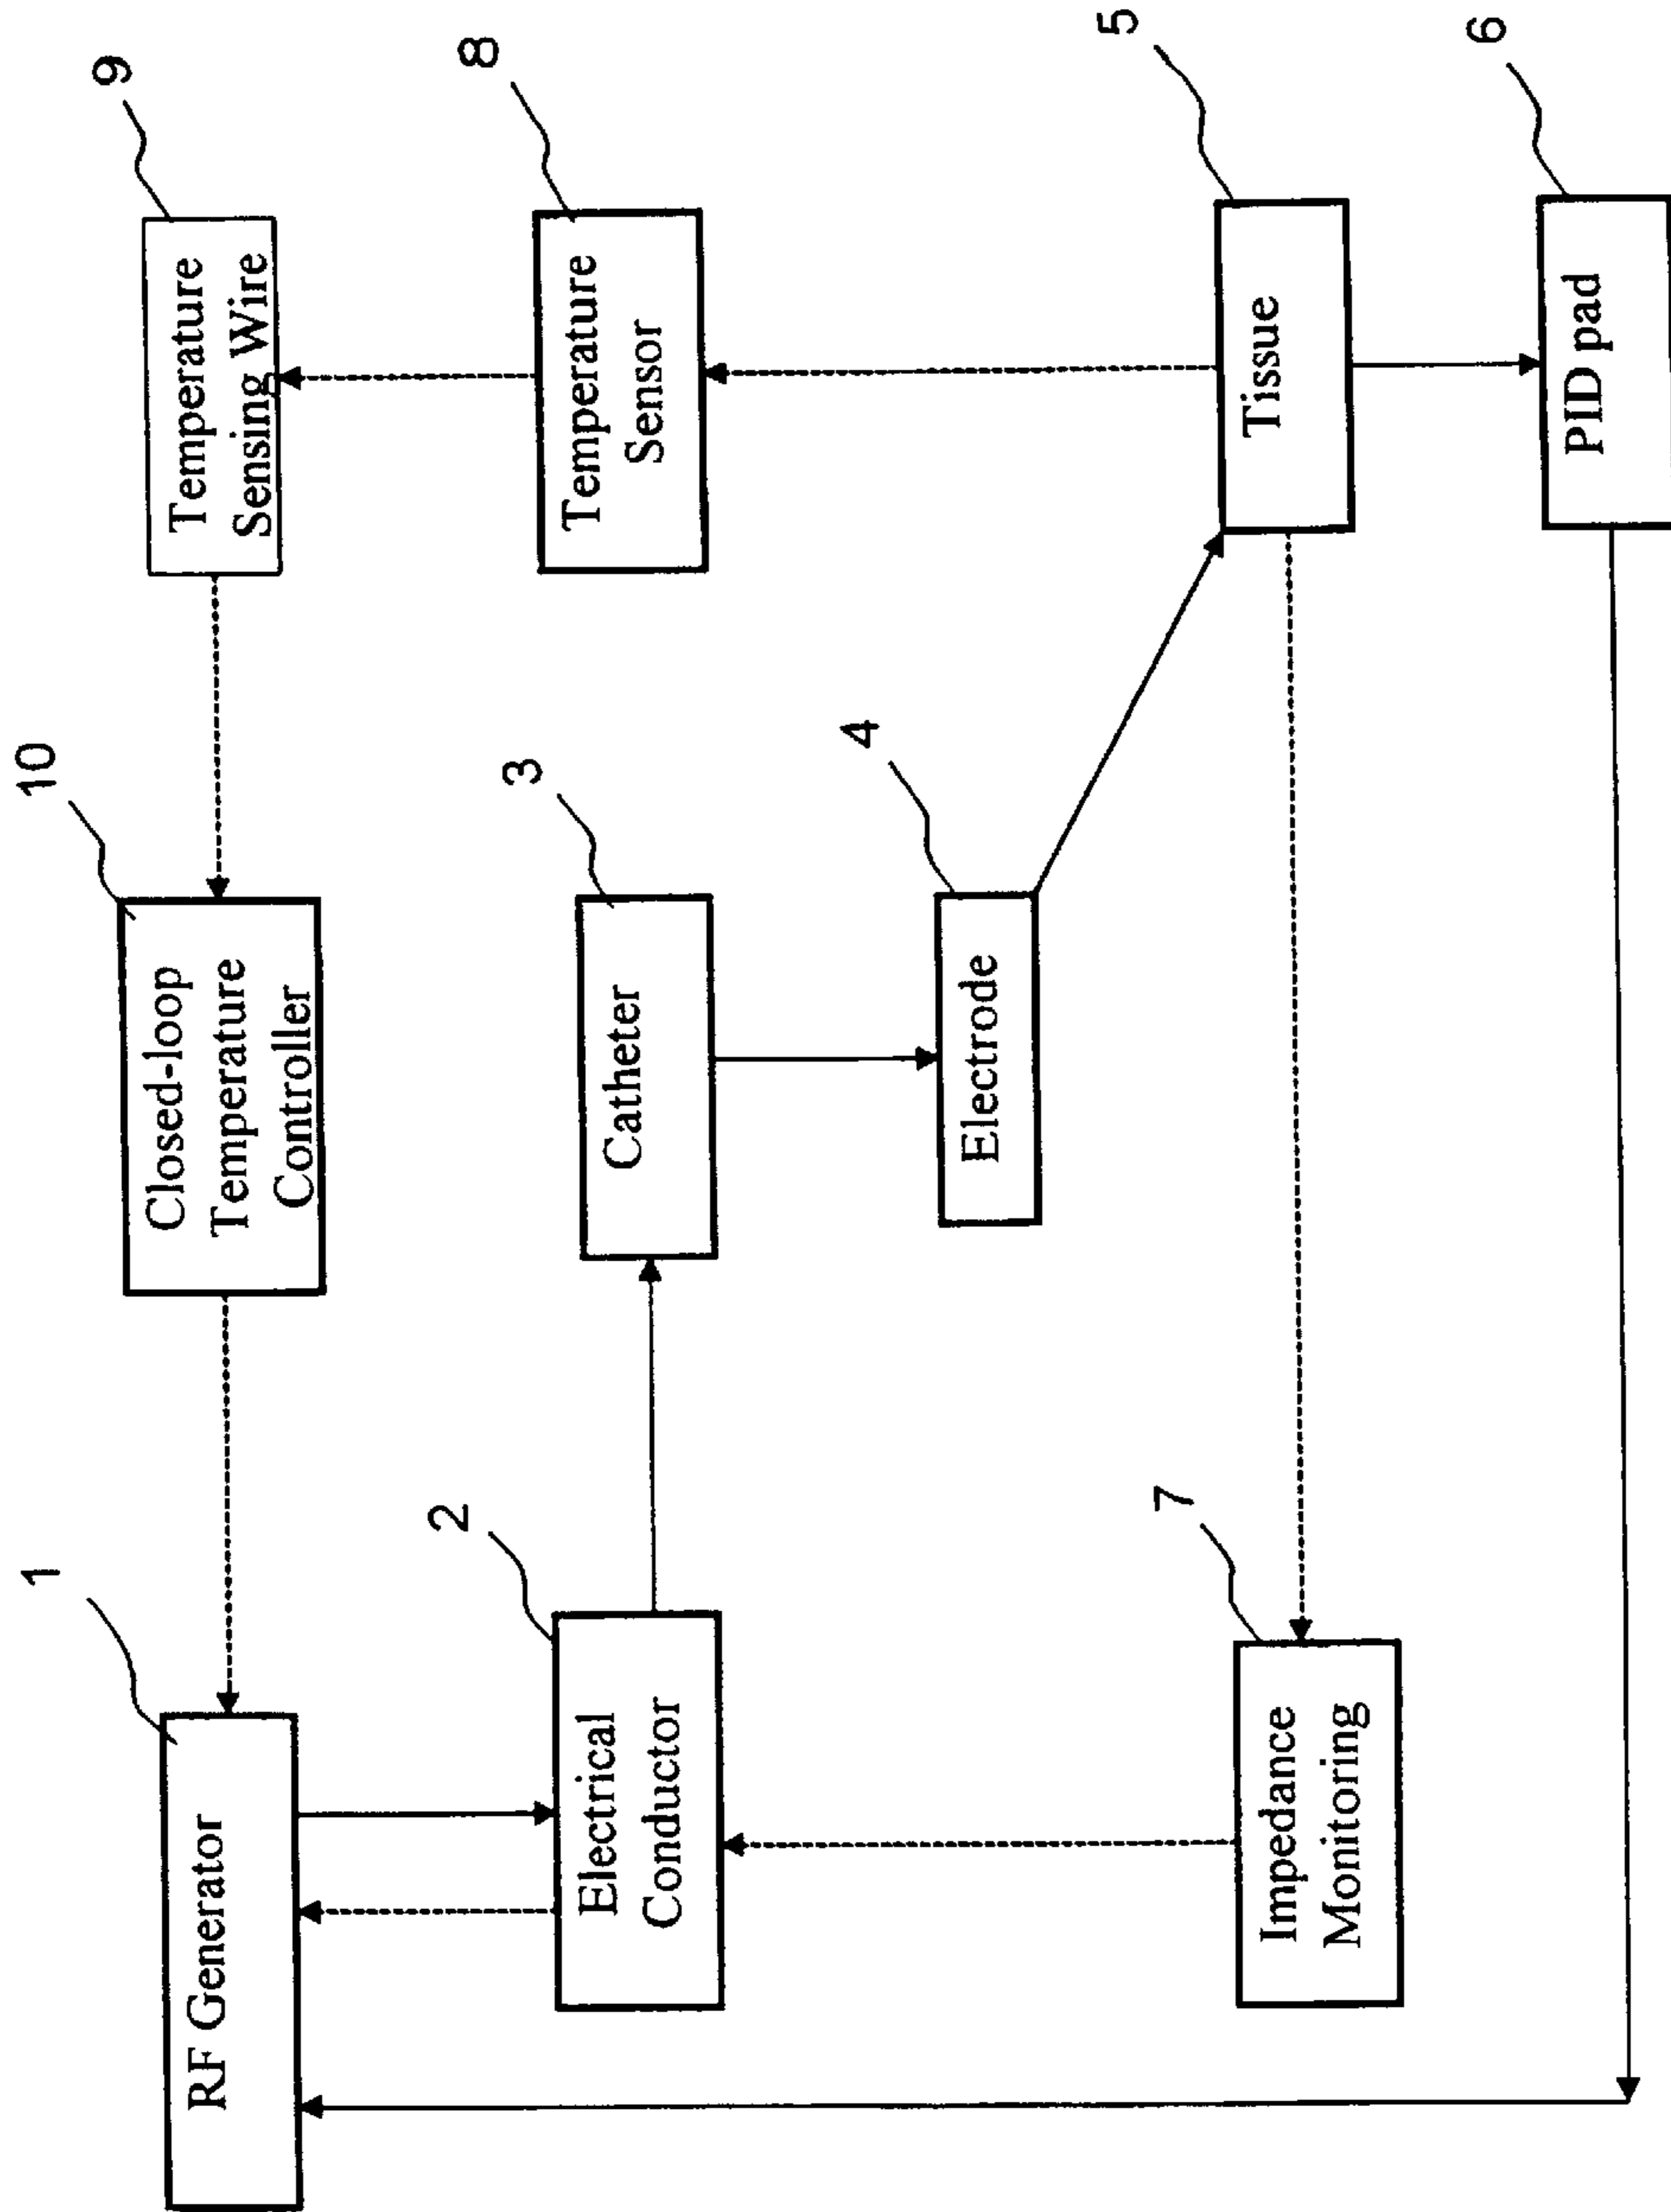 1
RF Generator
10
Closed-loop
Temperature
Controller
9
Temperature
Sensing Wire
2
Electrical
Conductor
3
Catheter
8
Temperature
Sensor
4
Electrode
7
Impedance
Monitoring
5
Tissue
6
PID pad